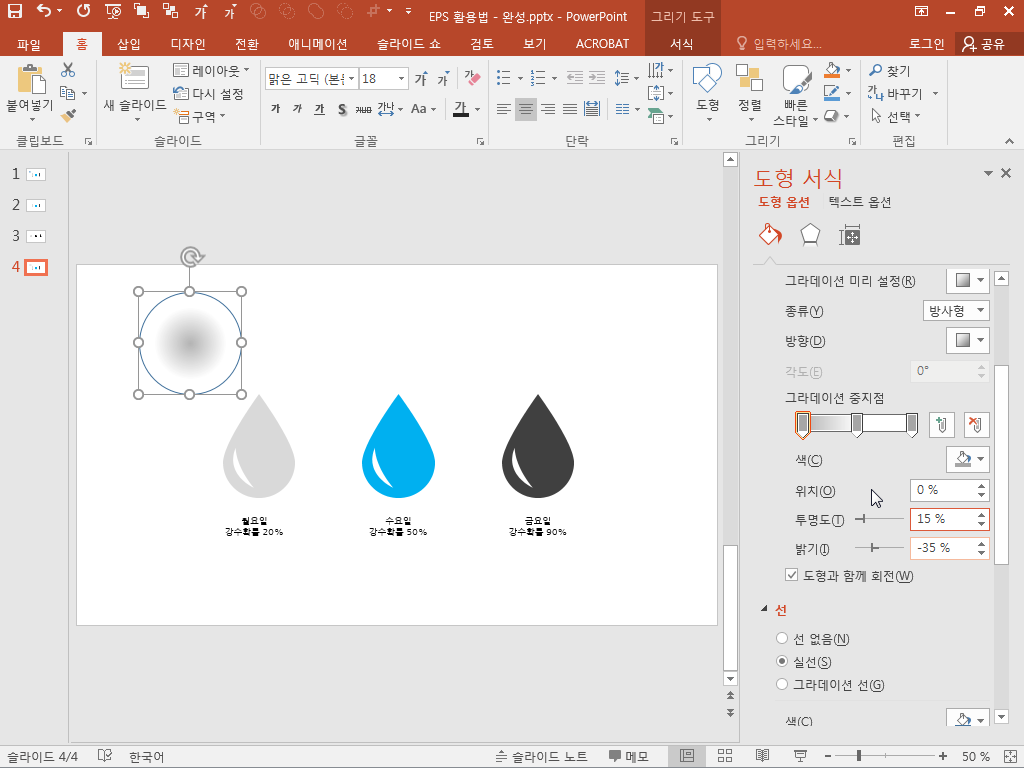 EPS 활용법 - 완성.pptx - PowerPoint
그리기 도구
파일 홈 삽입 디자인 전환 애니메이션 슬라이드 쇼 검토 보기 ACROBAT 서식 입력하세요... 로그인 공유
붙여넣기
새 슬라이드
레이아웃
다시 설정
구역
맑은 고딕 (본
18
가 가
가 가 가 S 가나 Aa 가
도형
정렬
빠른
스타일
찾기
바꾸기
선택
클립보드 슬라이드 글꼴 단락 그리기 편집
1
2
3
4
월요일
강수확률 20%
수요일
강수확률 50%
금요일
강수확률 90%
도형 서식
도형 옵션 텍스트 옵션
그라데이션 미리 설정(R)
종류(Y) 방사형
방향(D)
각도(E) 0°
그라데이션 중지점
색(C)
위치(O) 0 %
투명도(T) 15 %
밝기(I) -35 %
도형과 함께 회전(W)
선
선 없음(N)
실선(S)
그라데이션 선(G)
색(C)
슬라이드 4/4 한국어 슬라이드 노트 메모 50 %